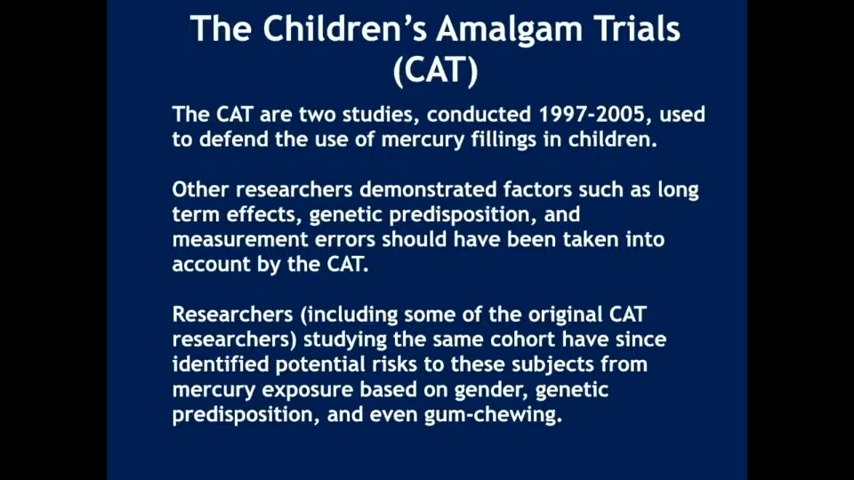 The Children's Amalgam Trials
(CAT)
The CAT are two studies, conducted 1997-2005, used
to defend the use of mercury fillings in children.
Other researchers demonstrated factors such as long
term effects, genetic predisposition, and
measurement errors should have been taken into
account by the CAT.
Researchers (including some of the original CAT
researchers) studying the same cohort have since
identified potential risks to these subjects from
mercury exposure based on gender, genetic
predisposition, and even gum-chewing.